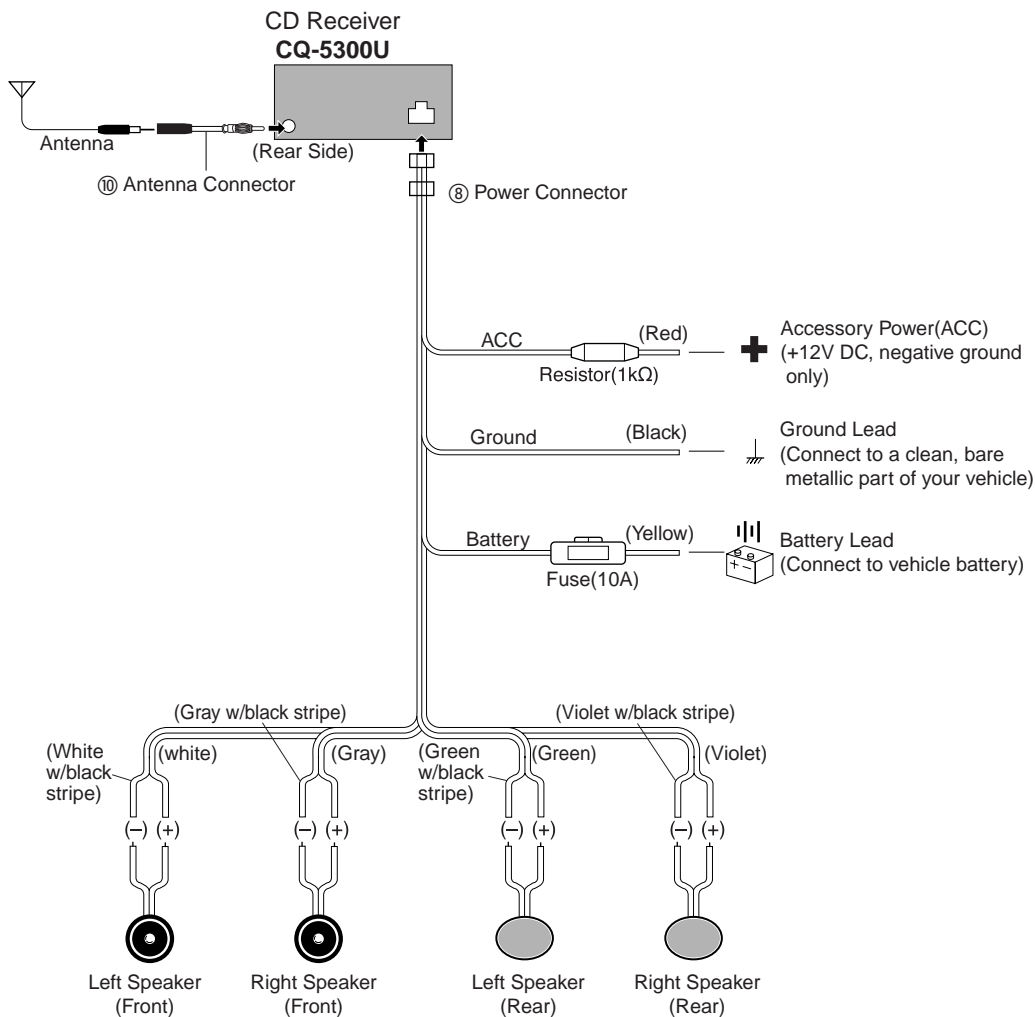 CD Receiver
CQ-5300U
Antenna
(Rear Side)
⑩ Antenna Connector
⑧ Power Connector
ACC
(Red)
Resistor(1kΩ)
Accessory Power(ACC)
(+12V DC, negative ground
only)
Ground
(Black)
Ground Lead
(Connect to a clean, bare
metallic part of your vehicle)
Battery
(Yellow)
Fuse(10A)
+ −
Battery Lead
(Connect to vehicle battery)
(Gray w/black stripe)
(Violet w/black stripe)
(White
w/black
stripe)
(white)
(Gray)
(Green
w/black
stripe)
(Green)
(Violet)
(−) (+)
(−) (+)
(−) (+)
(−) (+)
Left Speaker
(Front)
Right Speaker
(Front)
Left Speaker
(Rear)
Right Speaker
(Rear)